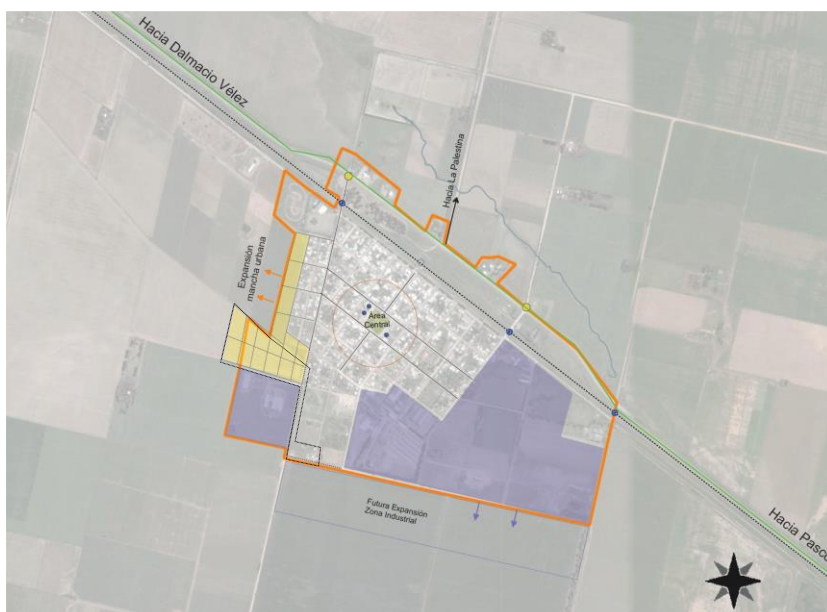 Hacia Dalmacio Vélez
Hacia La Palestina
Expansión
mancha urbana
Área
Central
Futura Expansión
Zona Industrial
Hacia Pasco